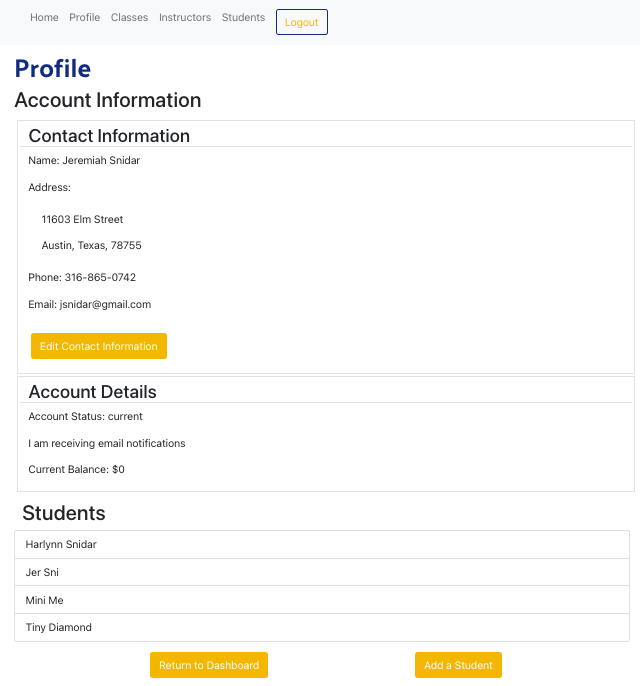 Home Profile Classes Instructors Students Logout
Profile
Account Information
Contact Information
Name: Jeremiah Snidar
Address:
11603 Elm Street
Austin, Texas, 78755
Phone: 316-865-0742
Email: jsnidar@gmail.com
Edit Contact Information
Account Details
Account Status: current
I am receiving email notifications
Current Balance: $0
Students
Harlynn Snidar
Jer Sni
Mini Me
Tiny Diamond
Return to Dashboard Add a Student